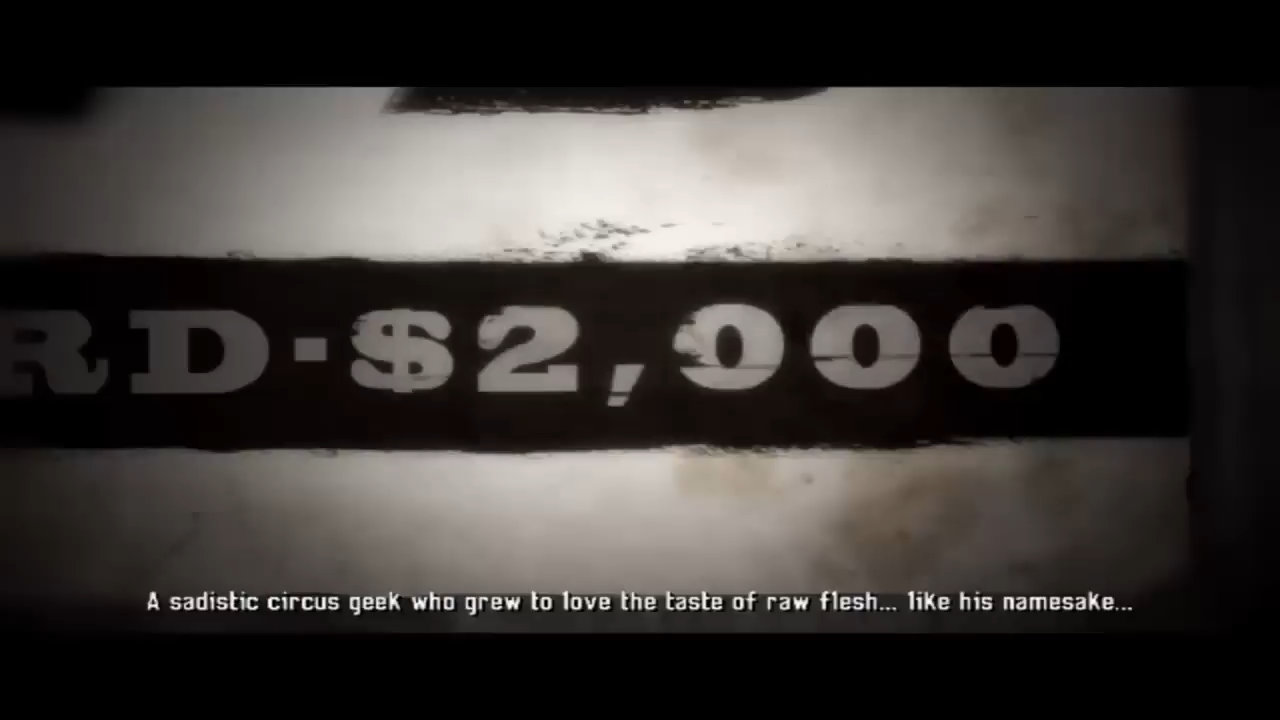 RD·$2,000
A sadistic circus geek who grew to love the taste of raw flesh... like his namesake...